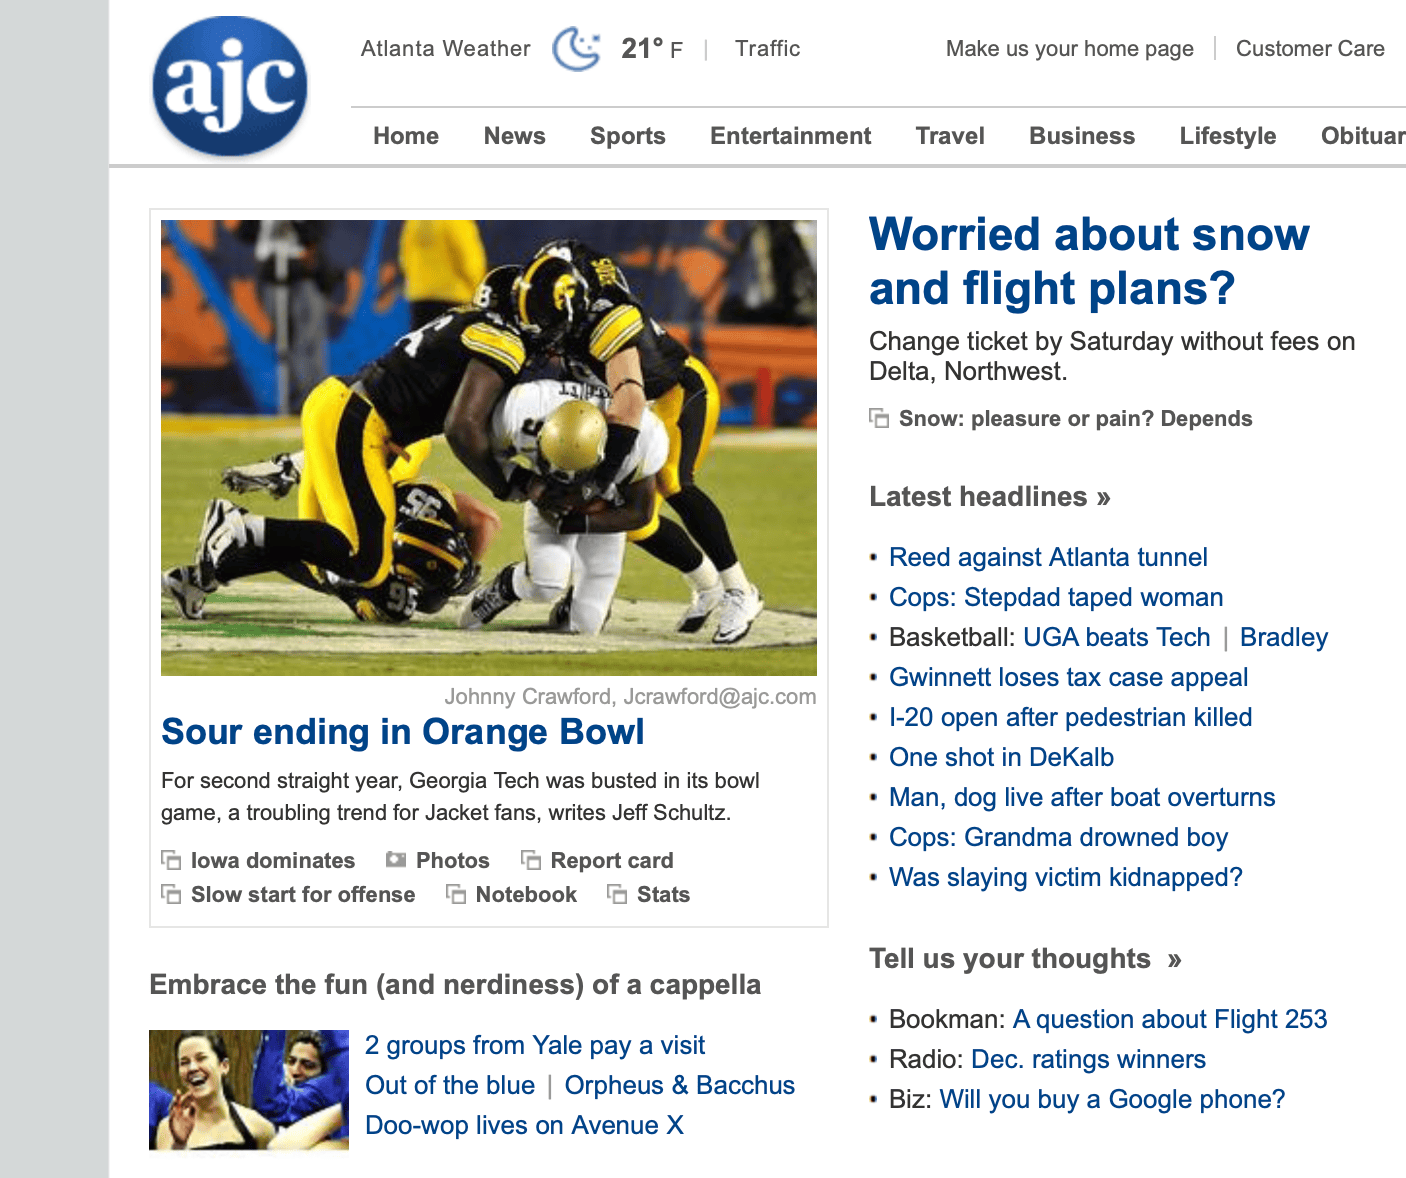 ajc
Atlanta Weather 21° F | Traffic
Make us your home page | Customer Care
Home News Sports Entertainment Travel Business Lifestyle Obituar
96
95
Johnny Crawford, Jcrawford@ajc.com
Sour ending in Orange Bowl
For second straight year, Georgia Tech was busted in its bowl
game, a troubling trend for Jacket fans, writes Jeff Schultz.
Iowa dominates Photos Report card
Slow start for offense Notebook Stats
Embrace the fun (and nerdiness) of a cappella
2 groups from Yale pay a visit
Out of the blue | Orpheus & Bacchus
Doo-wop lives on Avenue X
Worried about snow
and flight plans?
Change ticket by Saturday without fees on
Delta, Northwest.
Snow: pleasure or pain? Depends
Latest headlines »
• Reed against Atlanta tunnel
• Cops: Stepdad taped woman
• Basketball: UGA beats Tech | Bradley
• Gwinnett loses tax case appeal
• I-20 open after pedestrian killed
• One shot in DeKalb
• Man, dog live after boat overturns
• Cops: Grandma drowned boy
• Was slaying victim kidnapped?
Tell us your thoughts »
• Bookman: A question about Flight 253
• Radio: Dec. ratings winners
• Biz: Will you buy a Google phone?